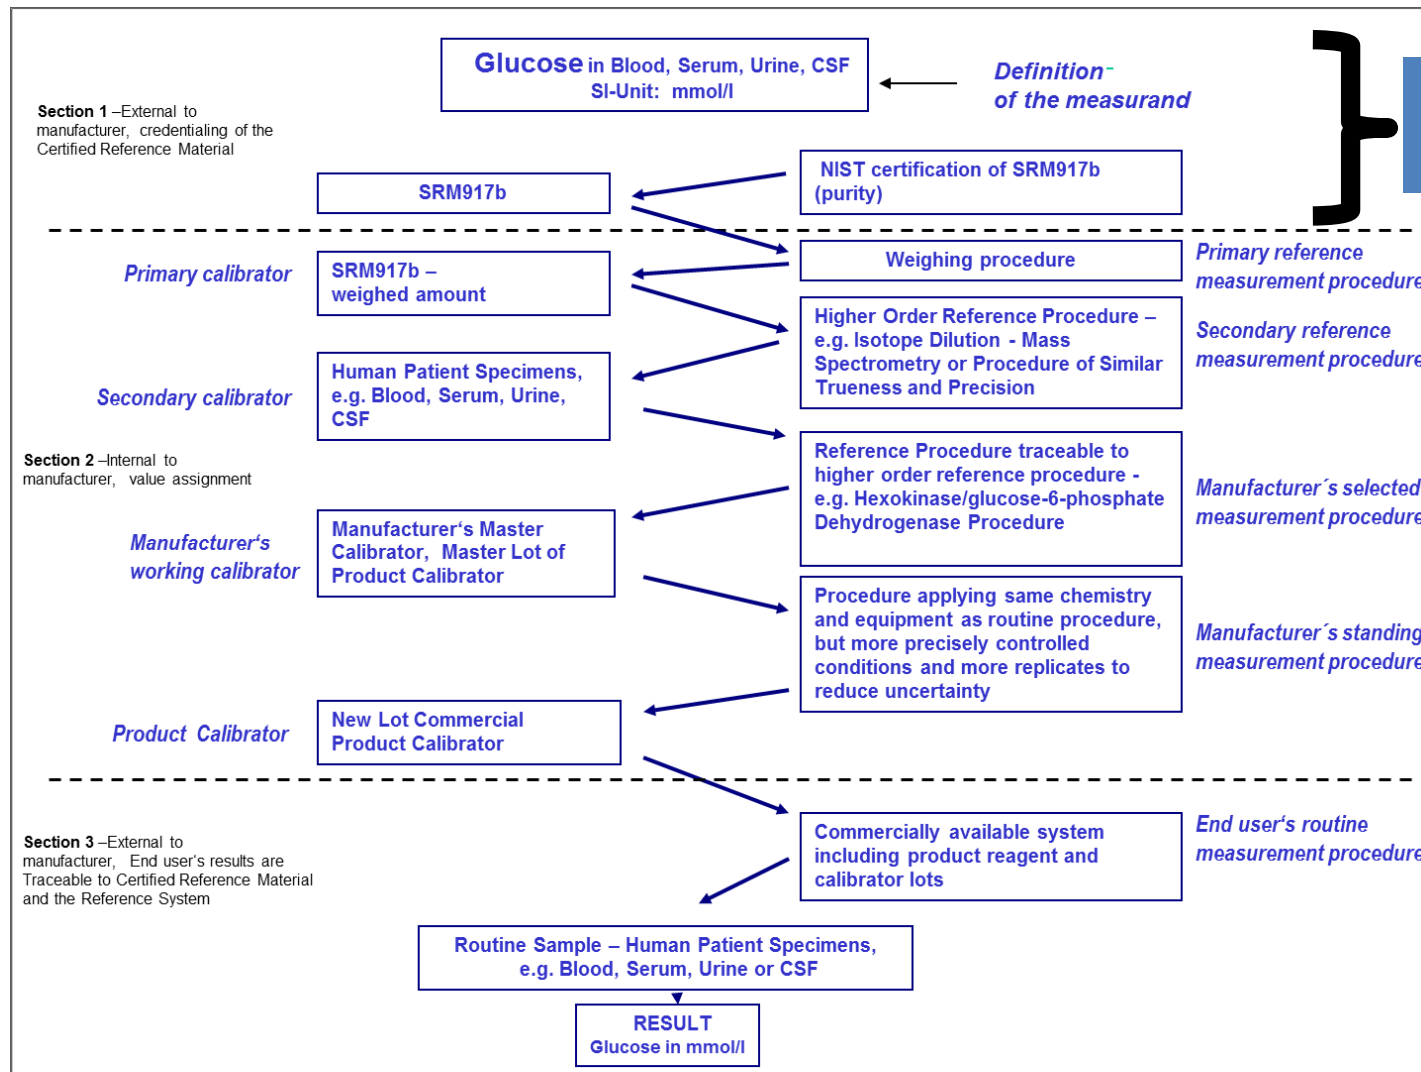 Glucose in Blood, Serum, Urine, CSF
SI-Unit: mmol/l
Definition
of the measurand
Section 1 –External to
manufacturer, credentialing of the
Certified Reference Material
SRM917b
NIST certification of SRM917b
(purity)
Primary calibrator
SRM917b –
weighed amount
Weighing procedure
Primary reference
measurement procedure
Higher Order Reference Procedure –
e.g. Isotope Dilution - Mass
Spectrometry or Procedure of Similar
Trueness and Precision
Secondary reference
measurement procedure
Secondary calibrator
Human Patient Specimens,
e.g. Blood, Serum, Urine,
CSF
Section 2 –Internal to
manufacturer, value assignment
Reference Procedure traceable to
higher order reference procedure -
e.g. Hexokinase/glucose-6-phosphate
Dehydrogenase Procedure
Manufacturer´s selected
measurement procedure
Manufacturer‘s
working calibrator
Manufacturer‘s Master
Calibrator, Master Lot of
Product Calibrator
Procedure applying same chemistry
and equipment as routine procedure,
but more precisely controlled
conditions and more replicates to
reduce uncertainty
Manufacturer´s standing
measurement procedure
Product Calibrator
New Lot Commercial
Product Calibrator
Section 3 –External to
manufacturer, End user's results are
Traceable to Certified Reference Material
and the Reference System
Commercially available system
including product reagent and
calibrator lots
End user‘s routine
measurement procedure
Routine Sample – Human Patient Specimens,
e.g. Blood, Serum, Urine or CSF
RESULT
Glucose in mmol/l